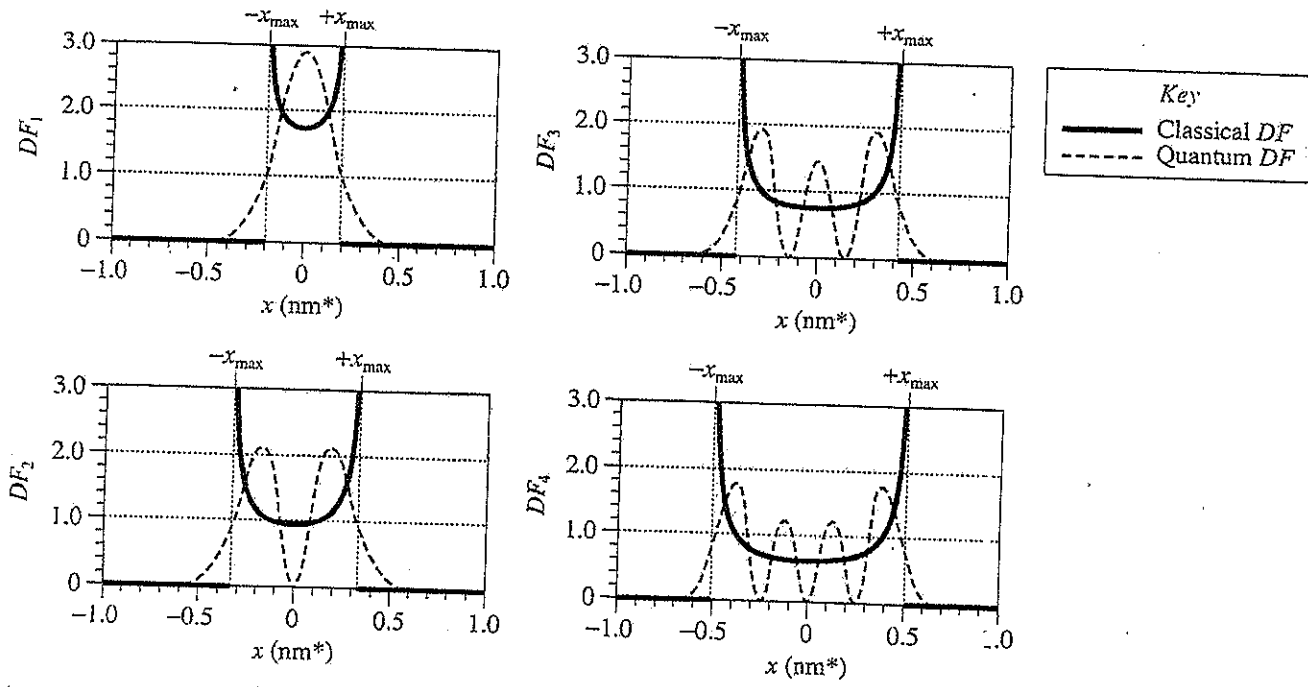 −x_max +x_max
3.0
2.0
1.0
0
DF_1
−1.0 −0.5 0 0.5 1.0
x (nm*)
−x_max +x_max
3.0
2.0
1.0
0
DF_3
−1.0 −0.5 0 0.5 1.0
x (nm*)
Key
Classical DF
Quantum DF
−x_max +x_max
3.0
2.0
1.0
0
DF_2
−1.0 −0.5 0 0.5 1.0
x (nm*)
−x_max +x_max
3.0
2.0
1.0
0
DF_4
−1.0 −0.5 0 0.5 1.0
x (nm*)